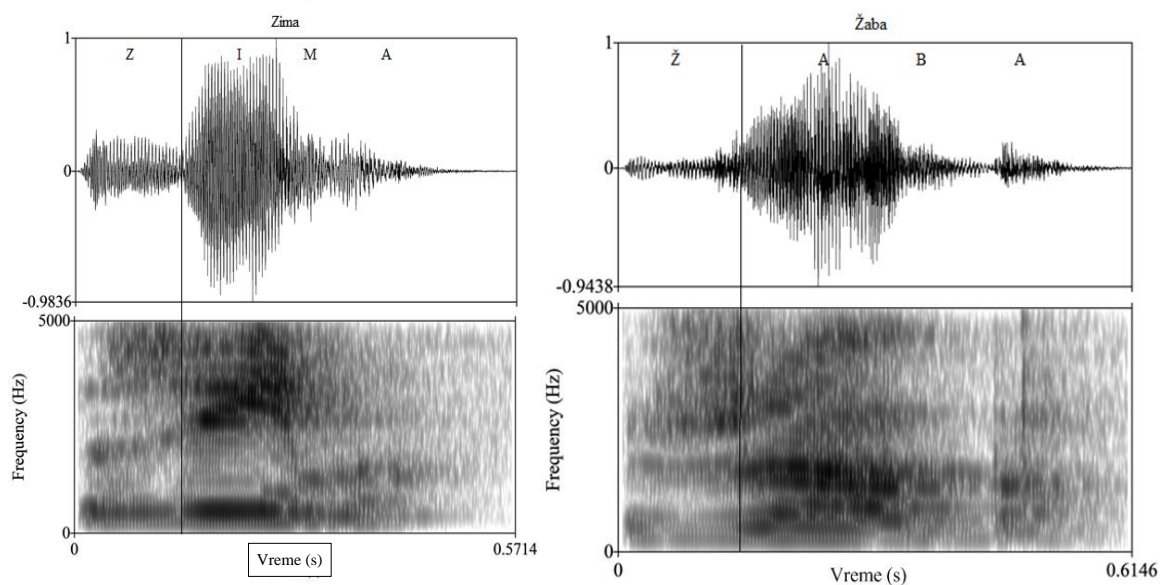 Zima
1
Z I M A
0
-0.9836
5000
Frequency (Hz)
0
0 0.5714
Vreme (s)
Žaba
1
Ž A B A
0
-0.9438
5000
Frequency (Hz)
0
0 0.6146
Vreme (s)